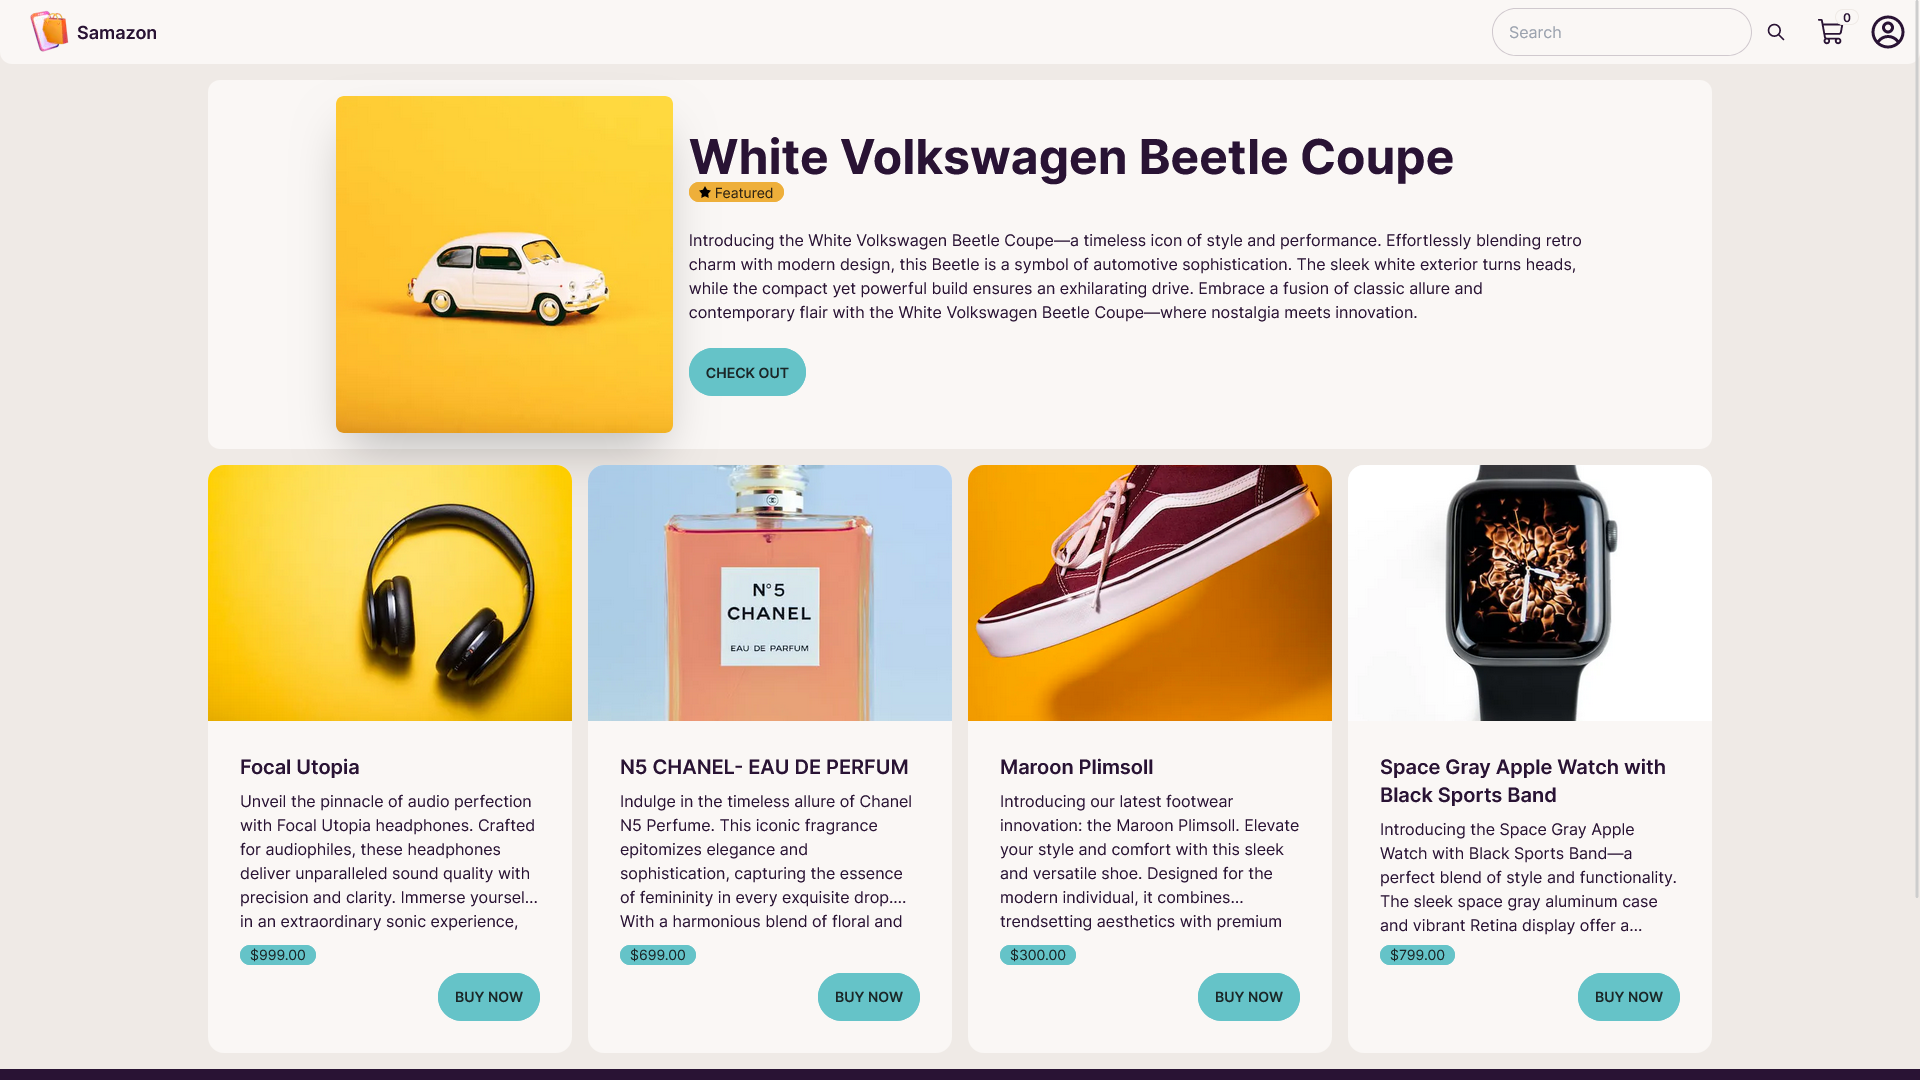 Samazon
Search
0
White Volkswagen Beetle Coupe
Featured
Introducing the White Volkswagen Beetle Coupe—a timeless icon of style and performance. Effortlessly blending retro
charm with modern design, this Beetle is a symbol of automotive sophistication. The sleek white exterior turns heads,
while the compact yet powerful build ensures an exhilarating drive. Embrace a fusion of classic allure and
contemporary flair with the White Volkswagen Beetle Coupe—where nostalgia meets innovation.
CHECK OUT
Focal Utopia
Unveil the pinnacle of audio perfection
with Focal Utopia headphones. Crafted
for audiophiles, these headphones
deliver unparalleled sound quality with
precision and clarity. Immerse yoursel...
in an extraordinary sonic experience,
$999.00
BUY NOW
N°5
CHANEL
EAU DE PARFUM
N5 CHANEL- EAU DE PERFUM
Indulge in the timeless allure of Chanel
N5 Perfume. This iconic fragrance
epitomizes elegance and
sophistication, capturing the essence
of femininity in every exquisite drop....
With a harmonious blend of floral and
$699.00
BUY NOW
Maroon Plimsoll
Introducing our latest footwear
innovation: the Maroon Plimsoll. Elevate
your style and comfort with this sleek
and versatile shoe. Designed for the
modern individual, it combines...
trendsetting aesthetics with premium
$300.00
BUY NOW
Space Gray Apple Watch with
Black Sports Band
Introducing the Space Gray Apple
Watch with Black Sports Band—a
perfect blend of style and functionality.
The sleek space gray aluminum case
and vibrant Retina display offer a...
$799.00
BUY NOW